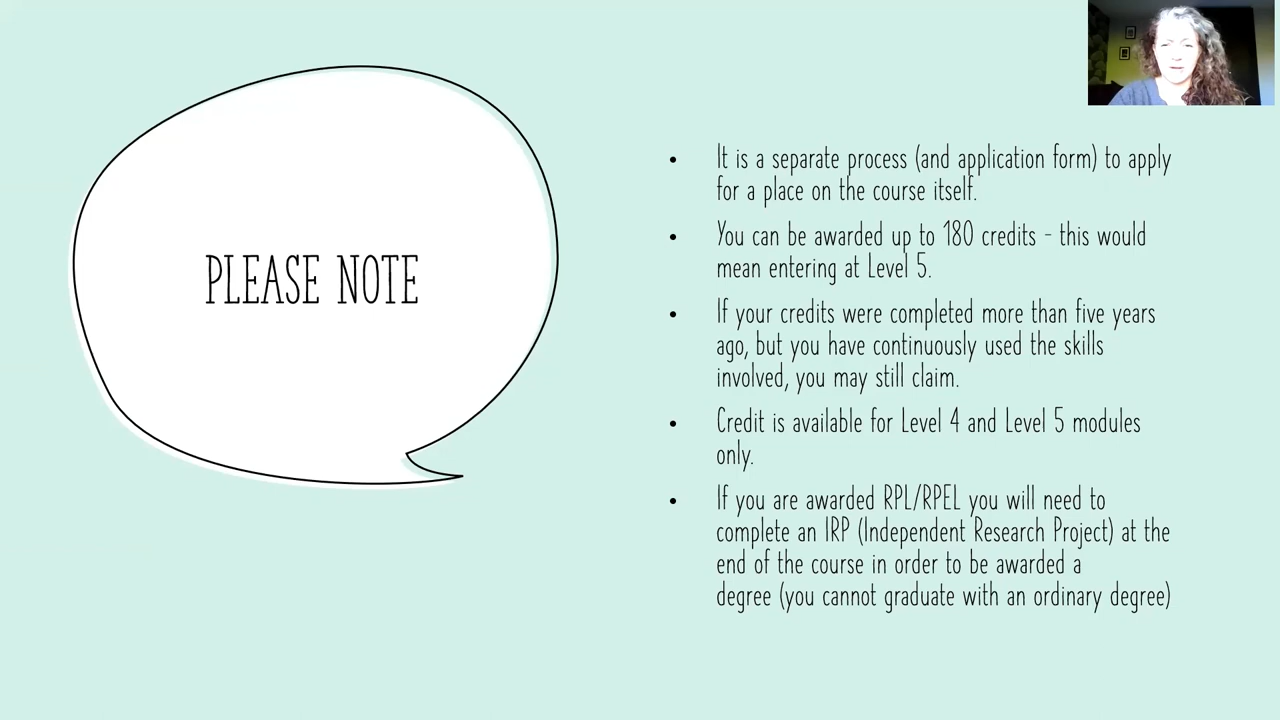 PLEASE NOTE
• It is a separate process (and application form) to apply
for a place on the course itself.
• You can be awarded up to 180 credits - this would
mean entering at Level 5.
• If your credits were completed more than five years
ago, but you have continuously used the skills
involved, you may still claim.
• Credit is available for Level 4 and Level 5 modules
only.
• If you are awarded RPL/RPEL you will need to
complete an IRP (Independent Research Project) at the
end of the course in order to be awarded a
degree (you cannot graduate with an ordinary degree)